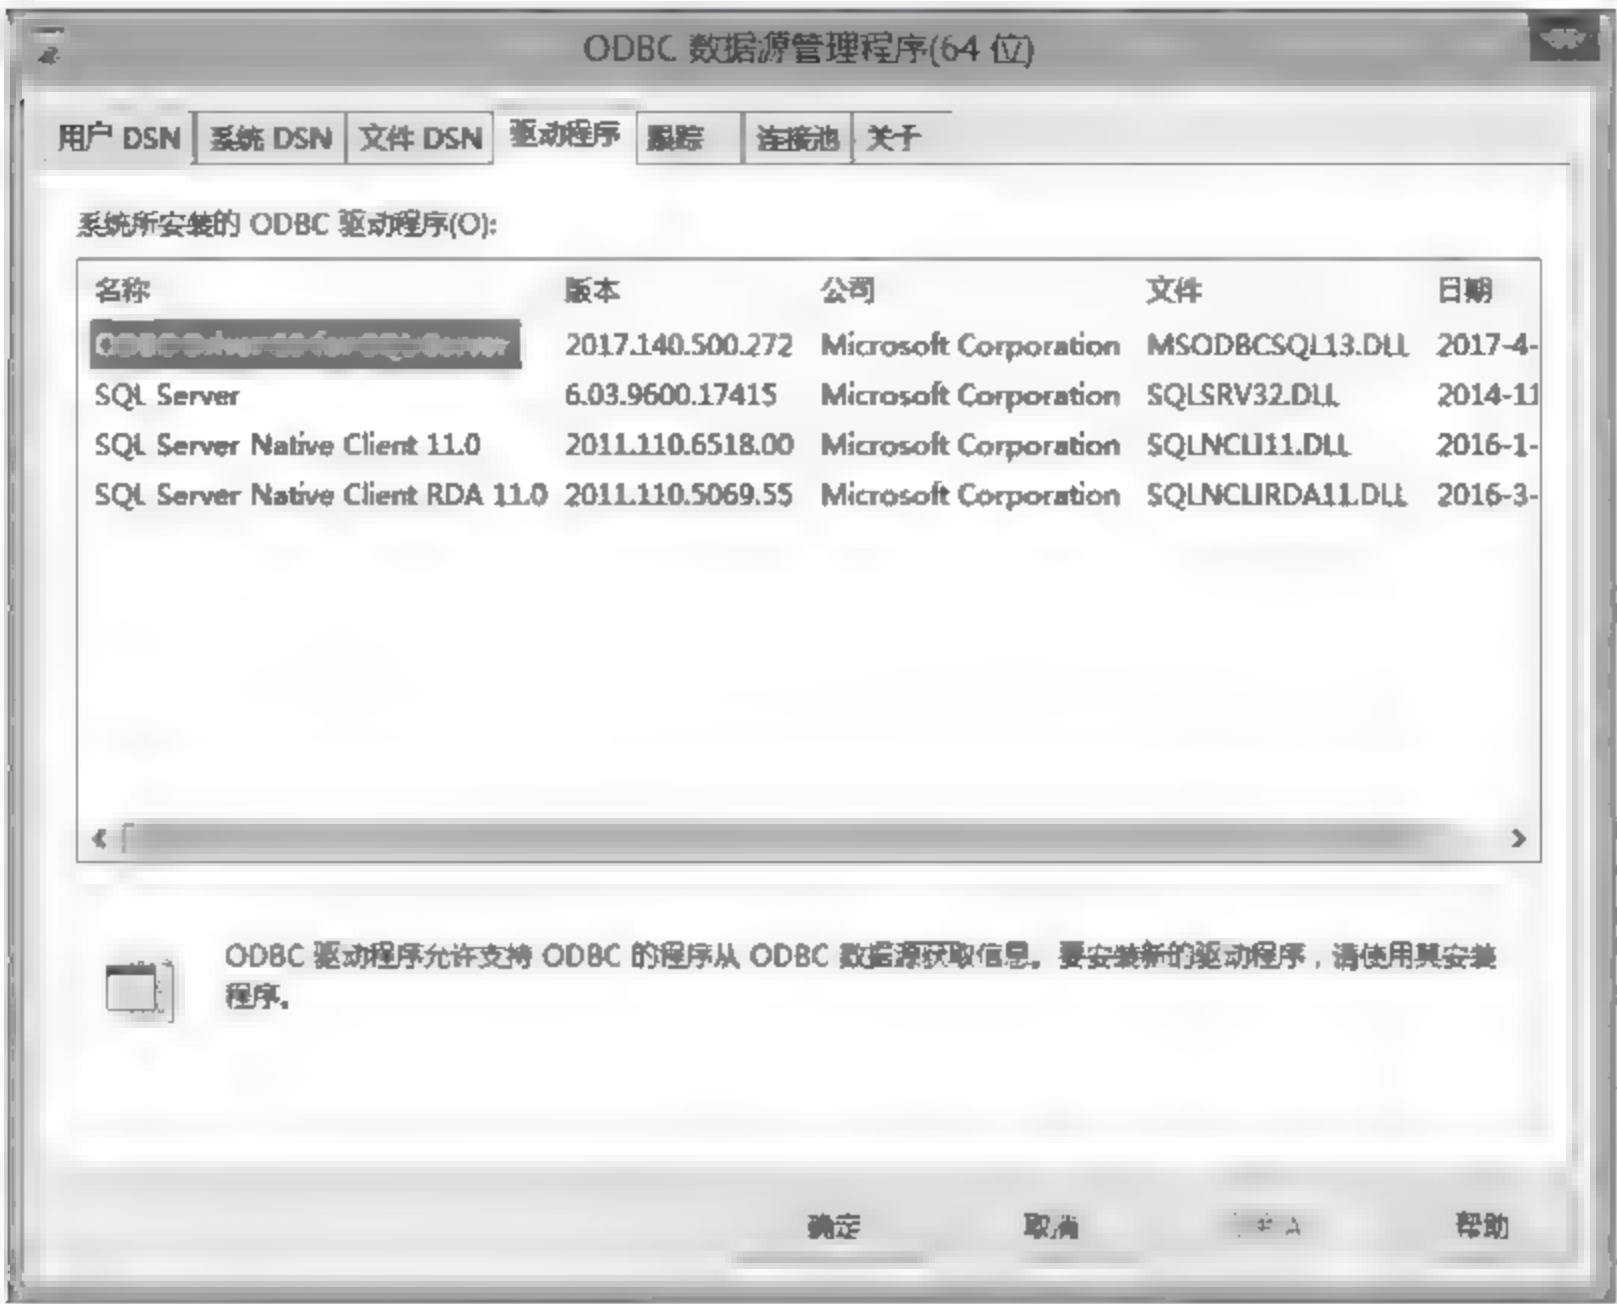 ODBC 数据源管理程序(64 位)
用户 DSN 系统 DSN 文件 DSN 驱动程序 跟踪 连接池 关于
系统所安装的 ODBC 驱动程序(O):
名称 版本 公司 文件 日期
ODBC Driver for SQL Server 2017.140.500.272 Microsoft Corporation MSODBCSQL13.DLL 2017-4-
SQL Server 6.03.9600.17415 Microsoft Corporation SQLSRV32.DLL 2014-11
SQL Server Native Client 11.0 2011.110.6518.00 Microsoft Corporation SQLNCLI11.DLL 2016-1-
SQL Server Native Client RDA 11.0 2011.110.5069.55 Microsoft Corporation SQLNCLIRDA11.DLL 2016-3-
ODBC 驱动程序允许支持 ODBC 的程序从 ODBC 数据源获取信息。要安装新的驱动程序，请使用其安装
程序。
确定 取消 帮助